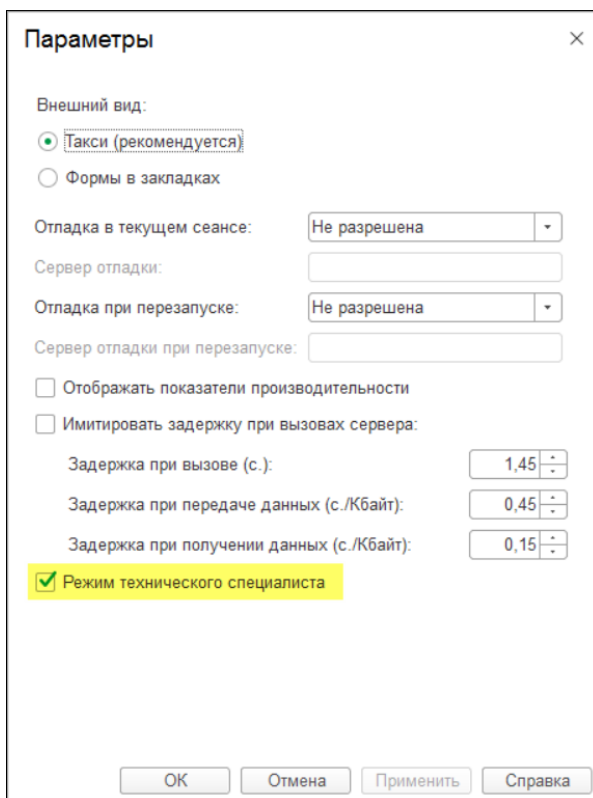 Параметры
Внешний вид:
Такси (рекомендуется)
Формы в закладках
Отладка в текущем сеансе: Не разрешена
Сервер отладки:
Отладка при перезапуске: Не разрешена
Сервер отладки при перезапуске:
Отображать показатели производительности
Имитировать задержку при вызовах сервера:
Задержка при вызове (с.): 1,45
Задержка при передаче данных (с./Кбайт): 0,45
Задержка при получении данных (с./Кбайт): 0,15
Режим технического специалиста
ОК Отмена Применить Справка